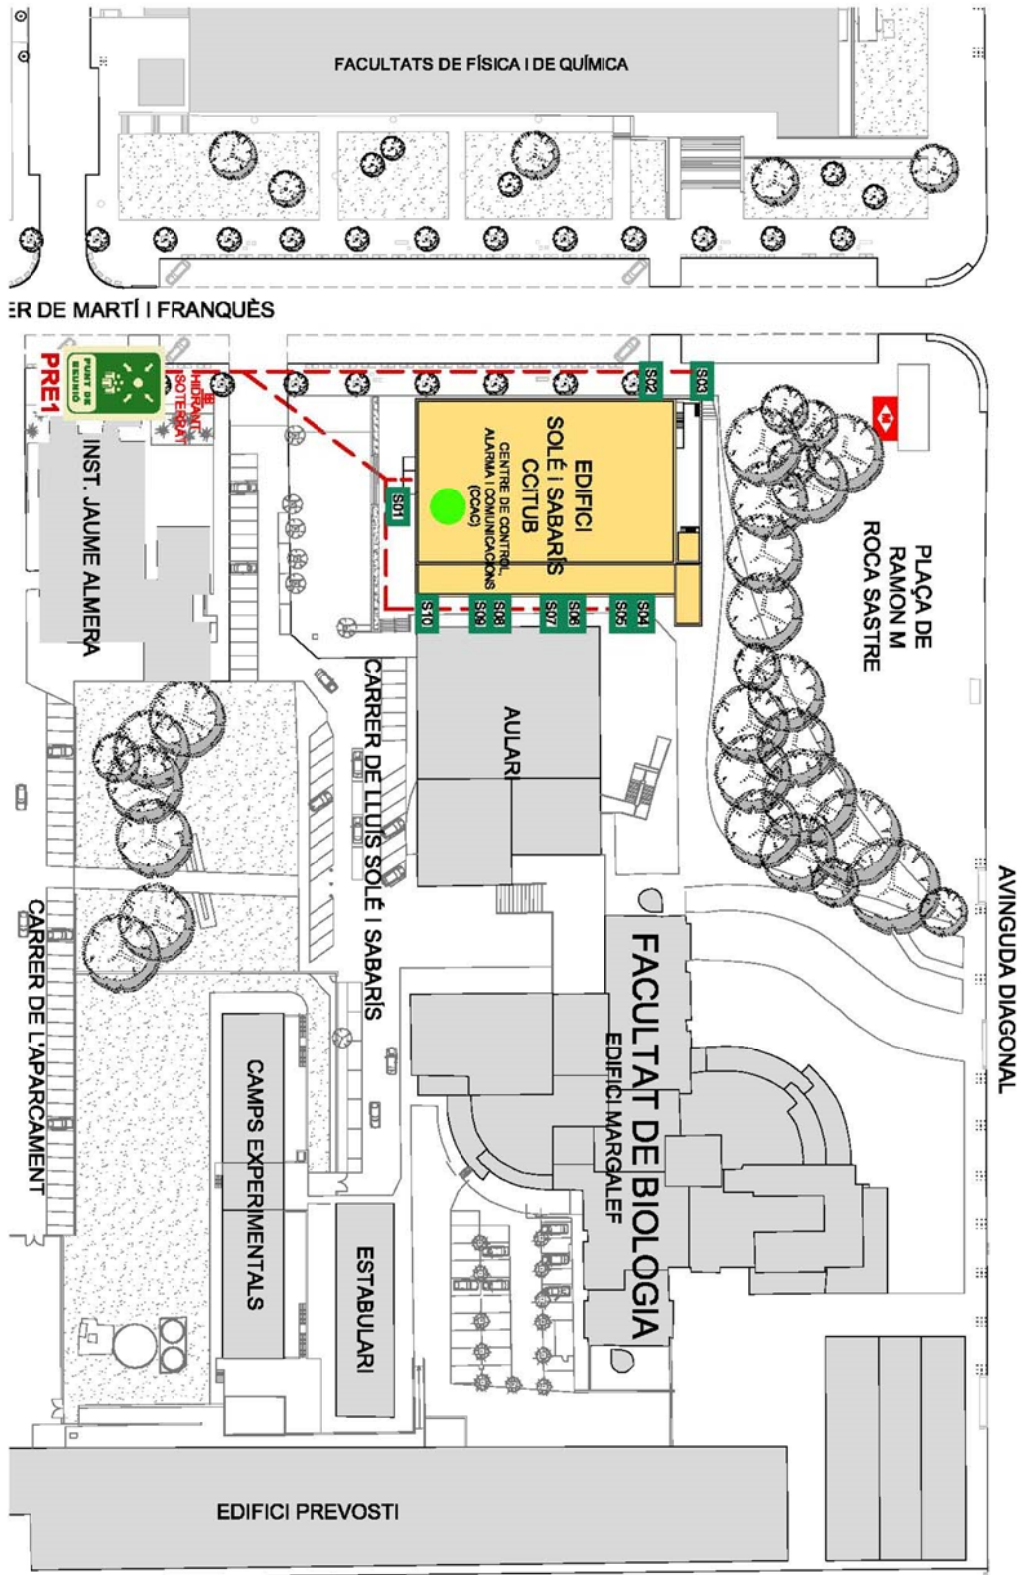 FACULTATS DE FÍSICA I DE QUÍMICA
ER DE MARTÍ I FRANQUÈS
PRE1
PUNT DE
REUNIÓ
HIDRANT
SOTERRAT
S02
S03
M
INST. JAUME ALMERA
S01
EDIFICI
SOLÉ I SABARÍS
CCiTUB
CENTRE DE CONTROL,
ALARMA I COMUNICACIONS
(CCAC)
PLAÇA DE
RAMON M
ROCA SASTRE
S10
S09
S08
S07
S06
S05
S04
CARRER DE LLUIS SOLÉ I SABARÍS
AULARI
AVINGUDA DIAGONAL
CARRER DE L'APARCAMENT
FACULTAT DE BIOLOGIA
EDIFICI MARGALEF
CAMPS EXPERIMENTALS
ESTABULARI
EDIFICI PREVOSTI